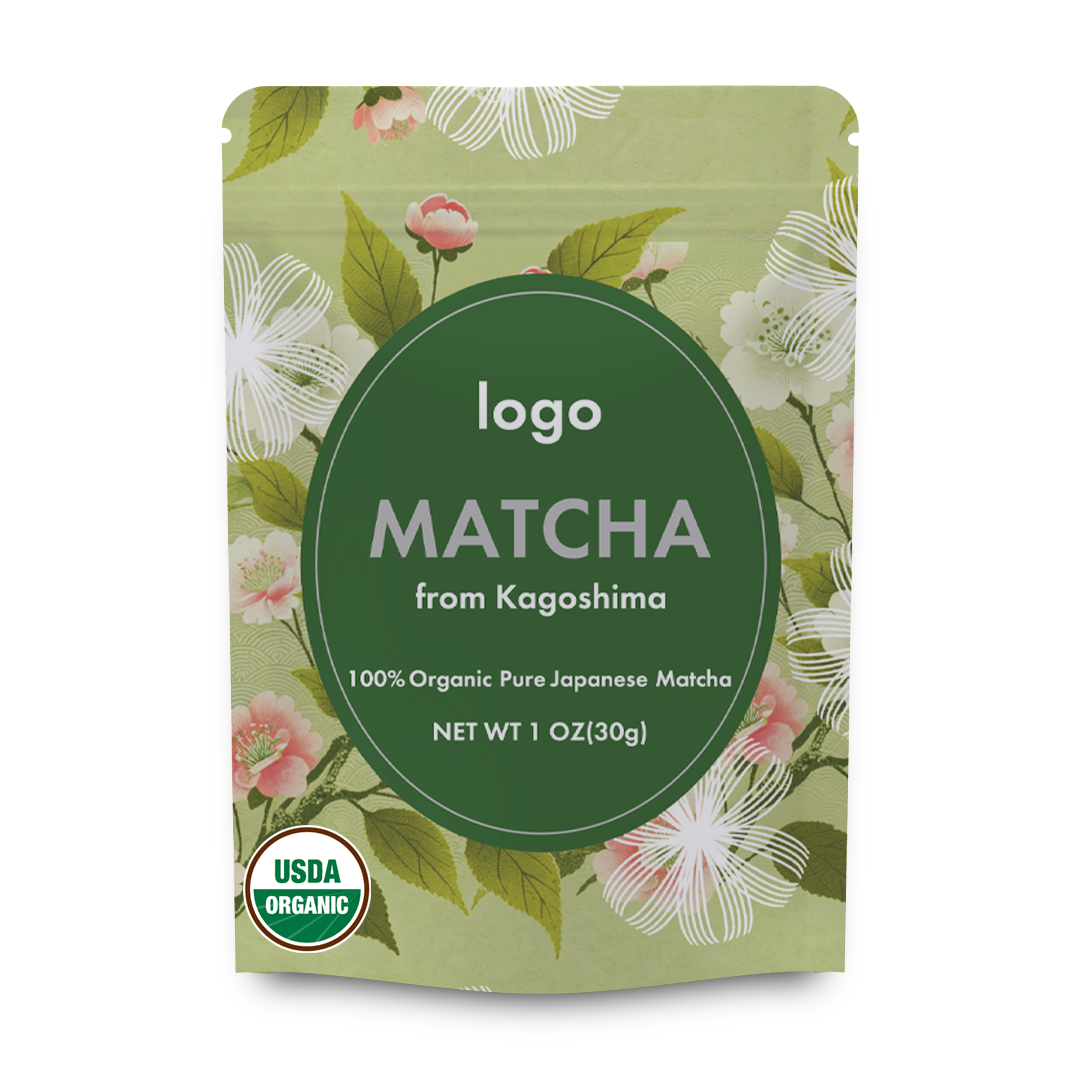 logo
MATCHA
from Kagoshima
100% Organic Pure Japanese Matcha
NET WT 1 OZ(30g)
USDA
ORGANIC